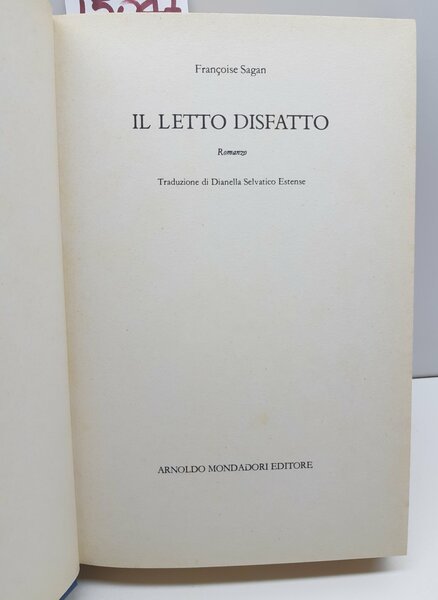 Françoise Sagan
IL LETTO DISFATTO
Romanzo
Traduzione di Dianella Selvatico Estense
ARNOLDO MONDADORI EDITORE